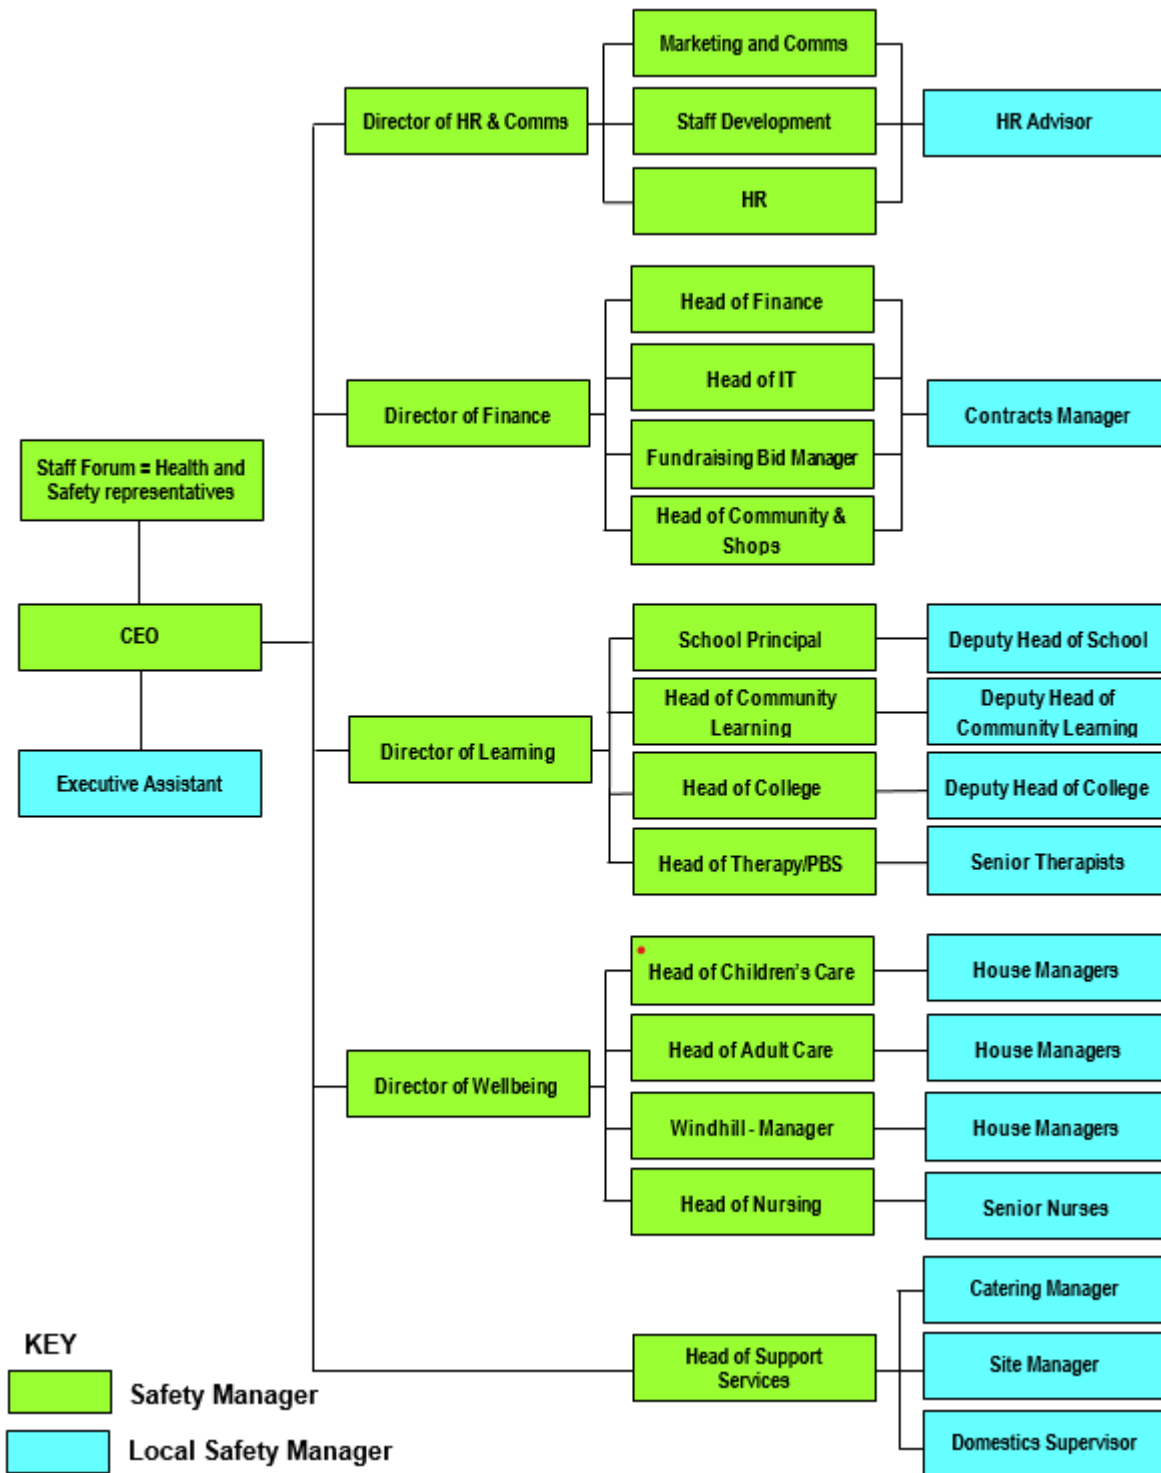 Marketing and Comms
Director of HR & Comms
Staff Development
HR Advisor
HR
Head of Finance
Head of IT
Director of Finance
Contracts Manager
Fundraising Bid Manager
Head of Community &
Shops
Staff Forum = Health and
Safety representatives
CEO
Executive Assistant
School Principal
Deputy Head of School
Head of Community
Learning
Deputy Head of
Community Learning
Director of Learning
Head of College
Deputy Head of College
Head of Therapy/PBS
Senior Therapists
Head of Children's Care
House Managers
Head of Adult Care
House Managers
Director of Wellbeing
Windhill - Manager
House Managers
Head of Nursing
Senior Nurses
Catering Manager
Head of Support
Services
Site Manager
Domestics Supervisor
KEY
Safety Manager
Local Safety Manager